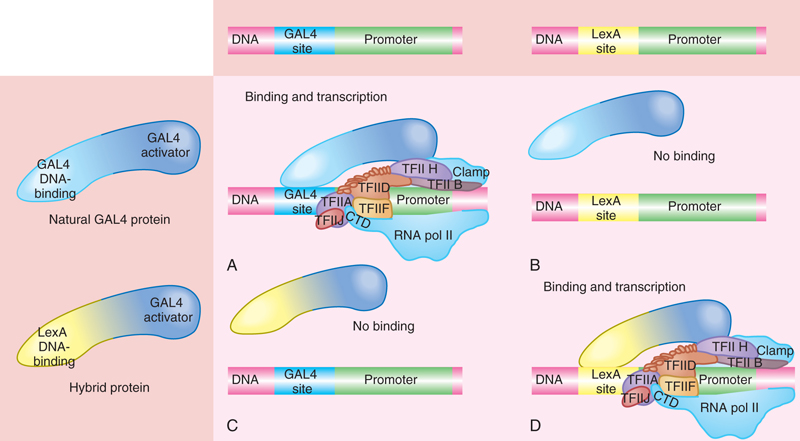 DNA
GAL4
site
Promoter
DNA
LexA
site
Promoter
GAL4
DNA-
binding
GAL4
activator
Natural GAL4 protein
Binding and transcription
TFII H
Clamp
TFII B
TFIID
DNA
GAL4
site
TFIIA
TFIIF
Promoter
TFIIJ
CTD
RNA pol II
A
No binding
DNA
LexA
site
Promoter
B
LexA
DNA-
binding
GAL4
activator
Hybrid protein
No binding
DNA
GAL4
site
Promoter
C
Binding and transcription
TFII H
Clamp
TFII B
TFIID
DNA
LexA
site
TFIIA
TFIIF
Promoter
TFIIJ
CTD
RNA pol II
D